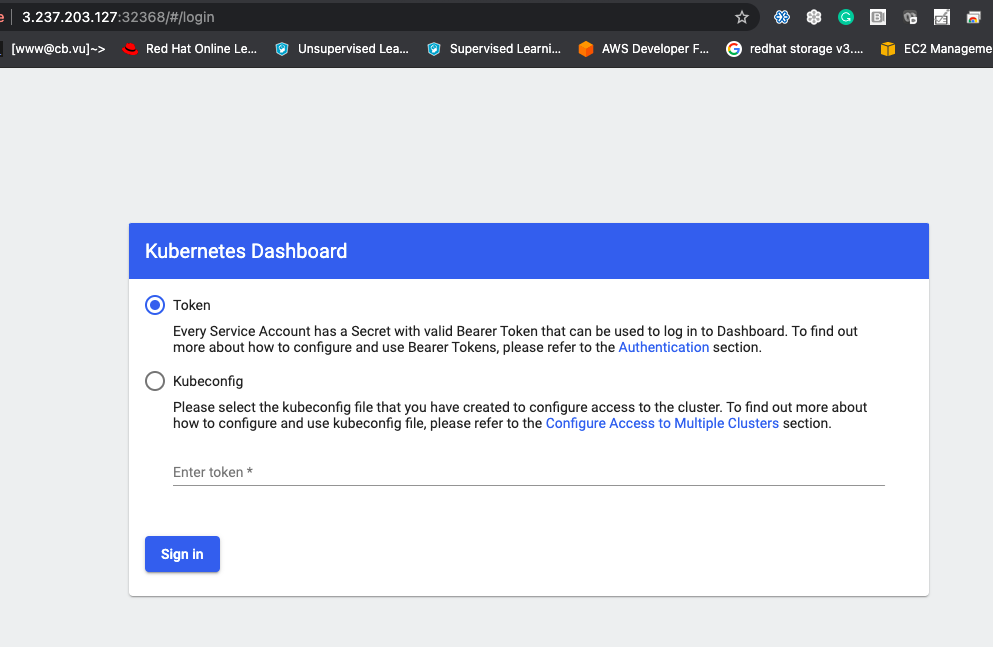 e 3.237.203.127:32368/#/login
[www@cb.vu]~> Red Hat Online Le... Unsupervised Lea... Supervised Learni... AWS Developer F... redhat storage v3.... EC2 Manageme
Kubernetes Dashboard
Token
Every Service Account has a Secret with valid Bearer Token that can be used to log in to Dashboard. To find out
more about how to configure and use Bearer Tokens, please refer to the Authentication section.
Kubeconfig
Please select the kubeconfig file that you have created to configure access to the cluster. To find out more about
how to configure and use kubeconfig file, please refer to the Configure Access to Multiple Clusters section.
Enter token *
Sign in